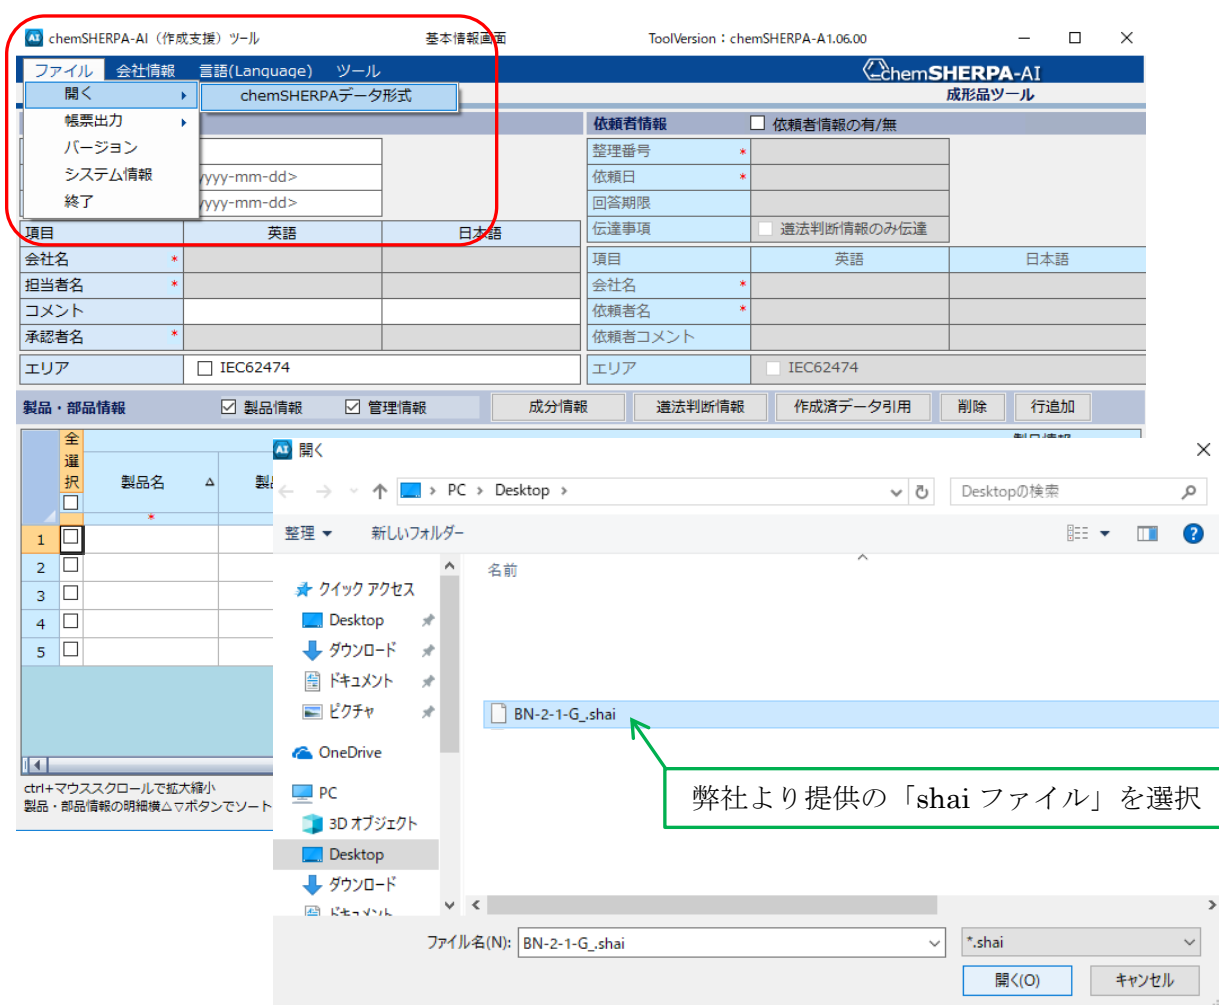 AI chemSHERPA-AI（作成支援）ツール 基本情報画面 ToolVersion：chemSHERPA-A1.06.00
ファイル 会社情報 言語(Language) ツール chemSHERPA-AI
開く chemSHERPAデータ形式 成形品ツール
帳票出力
バージョン
システム情報
終了
yyyy-mm-dd>
yyyy-mm-dd>
依頼者情報 依頼者情報の有/無
整理番号 *
依頼日 *
回答期限
伝達事項 遵法判断情報のみ伝達
項目 英語 日本語
会社名 *
担当者名 *
コメント
承認者名 *
エリア IEC62474
項目 英語 日本語
会社名 *
依頼者名 *
依頼者コメント
エリア IEC62474
製品・部品情報 製品情報 管理情報 成分情報 遵法判断情報 作成済データ引用 削除 行追加
全選択
製品名 △
*
1
2
3
4
5
ctrl+マウススクロールで拡大縮小
製品・部品情報の明細横△▽ボタンでソート
AI 開く
PC > Desktop > Desktopの検索
整理 新しいフォルダー
名前
クイック アクセス
Desktop
ダウンロード
ドキュメント
ピクチャ
OneDrive
PC
3D オブジェクト
Desktop
ダウンロード
ドキュメント
BN-2-1-G_.shai
弊社より提供の「shai ファイル」を選択
ファイル名(N): BN-2-1-G_.shai *.shai
開く(O) キャンセル